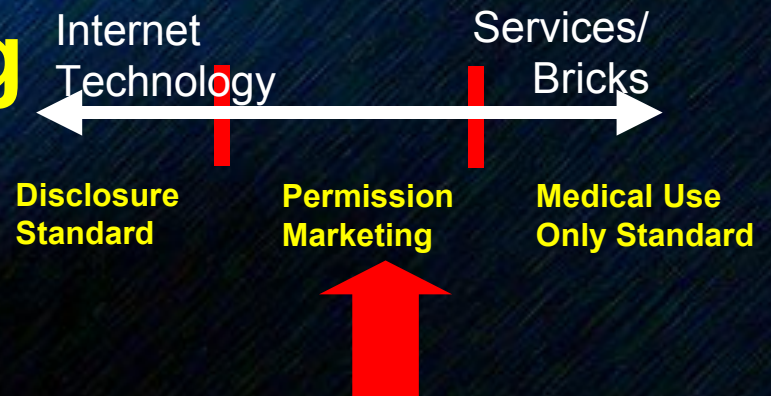 g
Internet
Technology
Services/
Bricks
Disclosure
Standard
Permission
Marketing
Medical Use
Only Standard